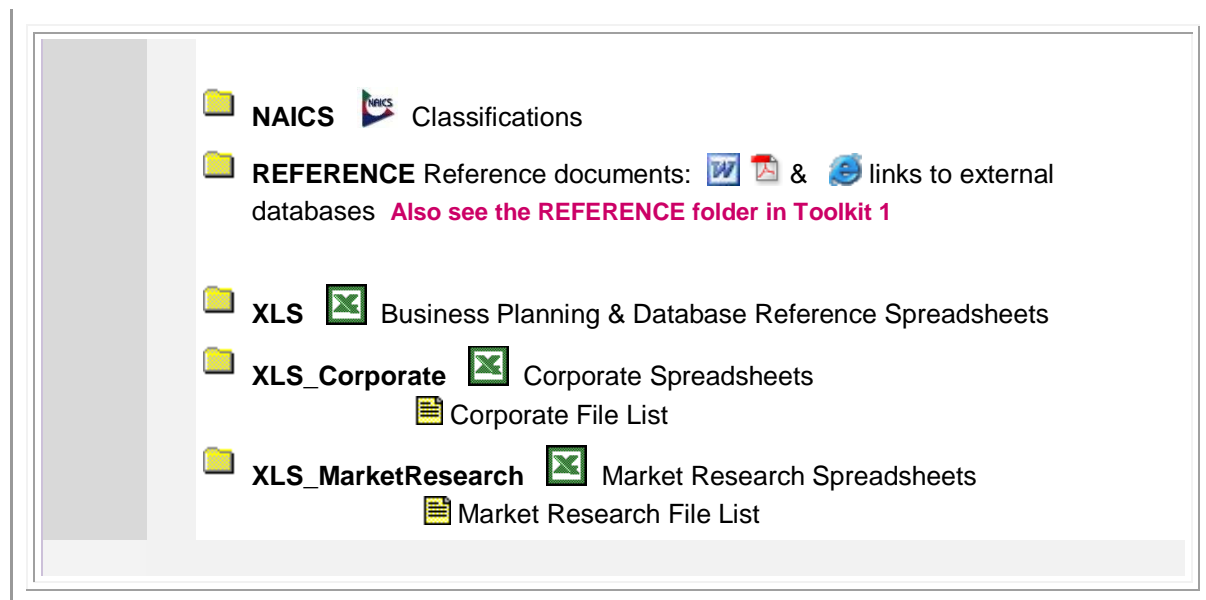 NAICS NAICS Classifications
REFERENCE Reference documents: W & links to external
databases Also see the REFERENCE folder in Toolkit 1
XLS Business Planning & Database Reference Spreadsheets
XLS_Corporate Corporate Spreadsheets
Corporate File List
XLS_MarketResearch Market Research Spreadsheets
Market Research File List